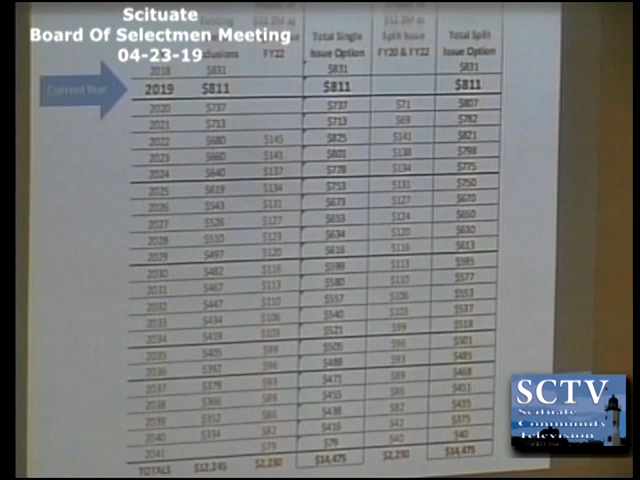 Scituate
Board Of Selectmen Meeting
04-23-19
Existing Total Single Split Issue Total Split
FY22 Issue Option FY20 & FY22 Issue Option
2018 $831 $831 $831
Current Year 2019 $811 $811 $811
2020 $737 $737 $71 $807
2021 $713 $713 $69 $782
2022 $680 $145 $825 $141 $821
2023 $660 $141 $801 $138 $798
2024 $640 $137 $778 $134 $775
2025 $619 $134 $753 $131 $750
2026 $543 $131 $673 $127 $670
2027 $526 $127 $653 $124 $650
2028 $510 $123 $634 $120 $630
2029 $497 $120 $616 $116 $613
2030 $482 $116 $599 $113 $595
2031 $467 $113 $580 $110 $577
2032 $447 $110 $557 $106 $553
2033 $434 $106 $540 $103 $537
2034 $419 $103 $521 $99 $518
2035 $405 $99 $505 $96 $501
2036 $392 $96 $488 $93 $485
2037 $379 $93 $471 $89 $468
2038 $366 $89 $455 $86 $451
2039 $352 $86 $438 $82 $435
2040 $334 $82 $416 $42 $375
2041 $79 $79 $40 $40
TOTALS $12,245 $2,230 $14,475 $2,230 $14,475
SCTV
Scituate
Community
Television